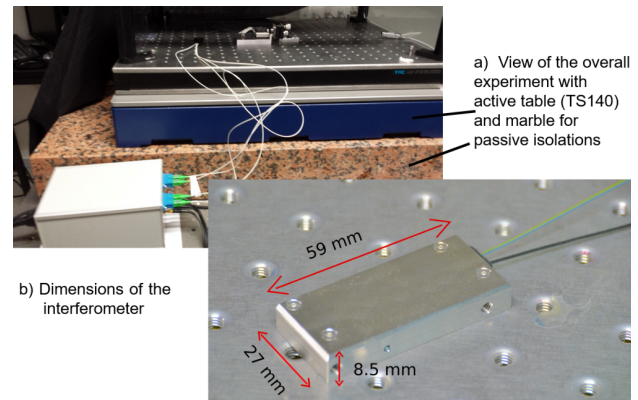 a) View of the overall
experiment with
active table (TS140)
and marble for
passive isolations
b) Dimensions of the
interferometer
59 mm
27 mm
8.5 mm